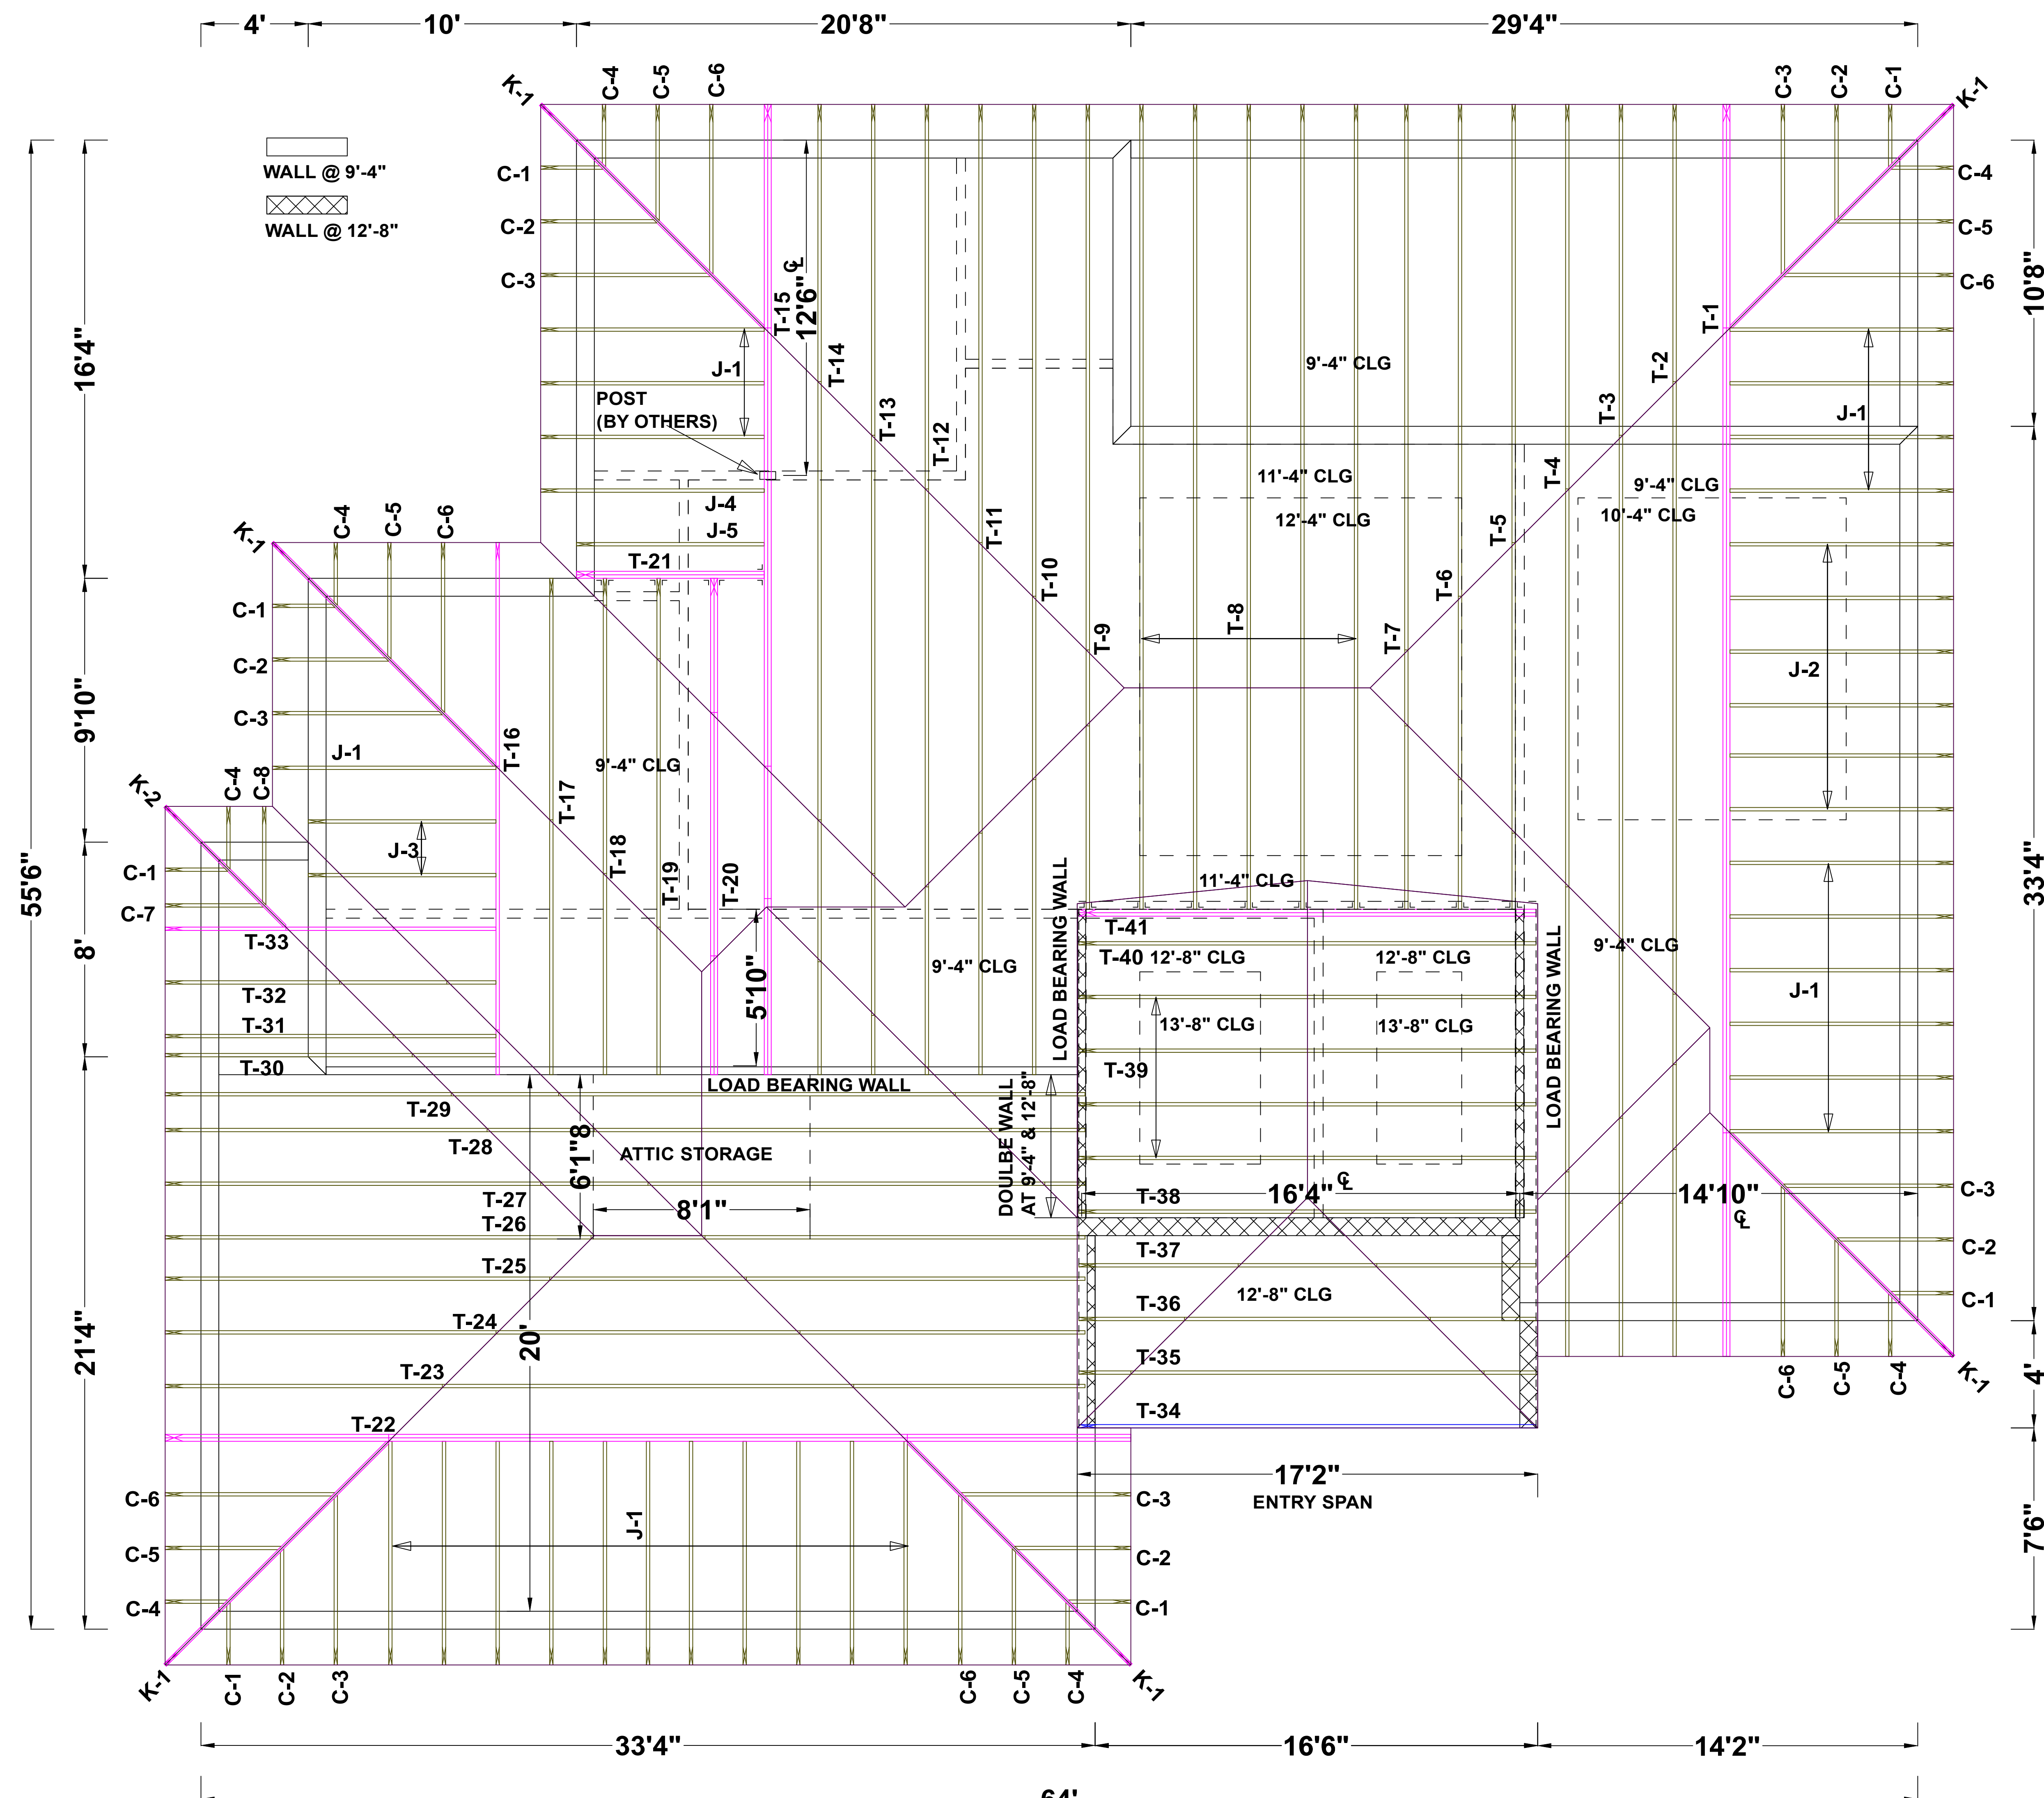 4'
10'
20'8"
29'4"
K-1
C-4
C-5
C-6
C-3
C-2
C-1
K-1
WALL @ 9'-4"
WALL @ 12'-8"
C-1
C-2
C-3
C-4
C-5
C-6
55'6"
16'4"
9'10"
8'
21'4"
10'8"
33'4"
4'
7'6"
12'6" ℄
T-15
T-14
T-13
T-12
T-11
T-10
T-9
T-8
T-7
T-6
T-5
T-4
T-3
T-2
T-1
J-1
J-1
POST
(BY OTHERS)
9'-4" CLG
11'-4" CLG
12'-4" CLG
9'-4" CLG
10'-4" CLG
J-4
J-5
T-21
K-1
C-4
C-5
C-6
C-1
C-2
C-3
J-1
T-16
T-17
T-18
T-19
T-20
9'-4" CLG
J-2
K-2
C-4
C-8
C-1
C-7
J-3
T-33
T-32
T-31
T-30
T-29
T-28
T-27
T-26
T-25
T-24
T-23
T-22
5'10"
9'-4" CLG
11'-4" CLG
LOAD BEARING WALL
LOAD BEARING WALL
LOAD BEARING WALL
T-41
T-40
12'-8" CLG
12'-8" CLG
13'-8" CLG
13'-8" CLG
9'-4" CLG
J-1
T-39
DOULBE WALL
AT 9'-4" & 12'-8"
ATTIC STORAGE
6'1"8
8'1"
20'
T-38
16'4" ℄
14'10"
℄
T-37
T-36
T-35
T-34
12'-8" CLG
C-3
C-2
C-1
C-6
C-5
C-4
K-1
17'2"
ENTRY SPAN
C-6
C-5
C-4
J-1
C-3
C-2
C-1
K-1
C-1
C-2
C-3
C-6
C-5
C-4
K-1
33'4"
16'6"
14'2"
64'